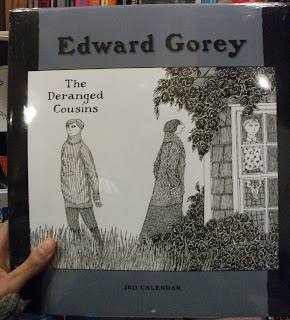 Edward Gorey
The
Deranged
Cousins
2011 CALENDAR